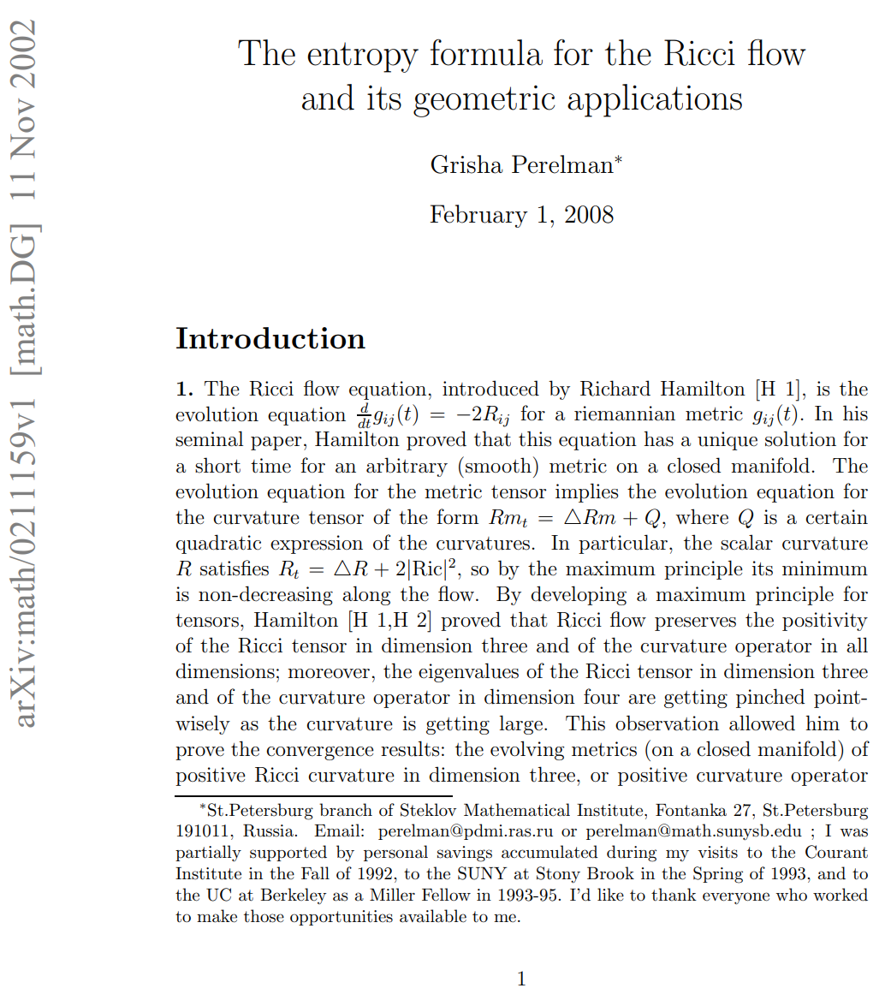 arXiv:math/0211159v1 [math.DG] 11 Nov 2002
The entropy formula for the Ricci flow
and its geometric applications
Grisha Perelman*
February 1, 2008
Introduction
1. The Ricci flow equation, introduced by Richard Hamilton [H 1], is the
evolution equation d/dt g_ij(t) = −2R_ij for a riemannian metric g_ij(t). In his
seminal paper, Hamilton proved that this equation has a unique solution for
a short time for an arbitrary (smooth) metric on a closed manifold. The
evolution equation for the metric tensor implies the evolution equation for
the curvature tensor of the form Rm_t = △Rm + Q, where Q is a certain
quadratic expression of the curvatures. In particular, the scalar curvature
R satisfies R_t = △R + 2|Ric|², so by the maximum principle its minimum
is non-decreasing along the flow. By developing a maximum principle for
tensors, Hamilton [H 1,H 2] proved that Ricci flow preserves the positivity
of the Ricci tensor in dimension three and of the curvature operator in all
dimensions; moreover, the eigenvalues of the Ricci tensor in dimension three
and of the curvature operator in dimension four are getting pinched point-
wisely as the curvature is getting large. This observation allowed him to
prove the convergence results: the evolving metrics (on a closed manifold) of
positive Ricci curvature in dimension three, or positive curvature operator
*St.Petersburg branch of Steklov Mathematical Institute, Fontanka 27, St.Petersburg
191011, Russia. Email: perelman@pdmi.ras.ru or perelman@math.sunysb.edu ; I was
partially supported by personal savings accumulated during my visits to the Courant
Institute in the Fall of 1992, to the SUNY at Stony Brook in the Spring of 1993, and to
the UC at Berkeley as a Miller Fellow in 1993-95. I'd like to thank everyone who worked
to make those opportunities available to me.
1